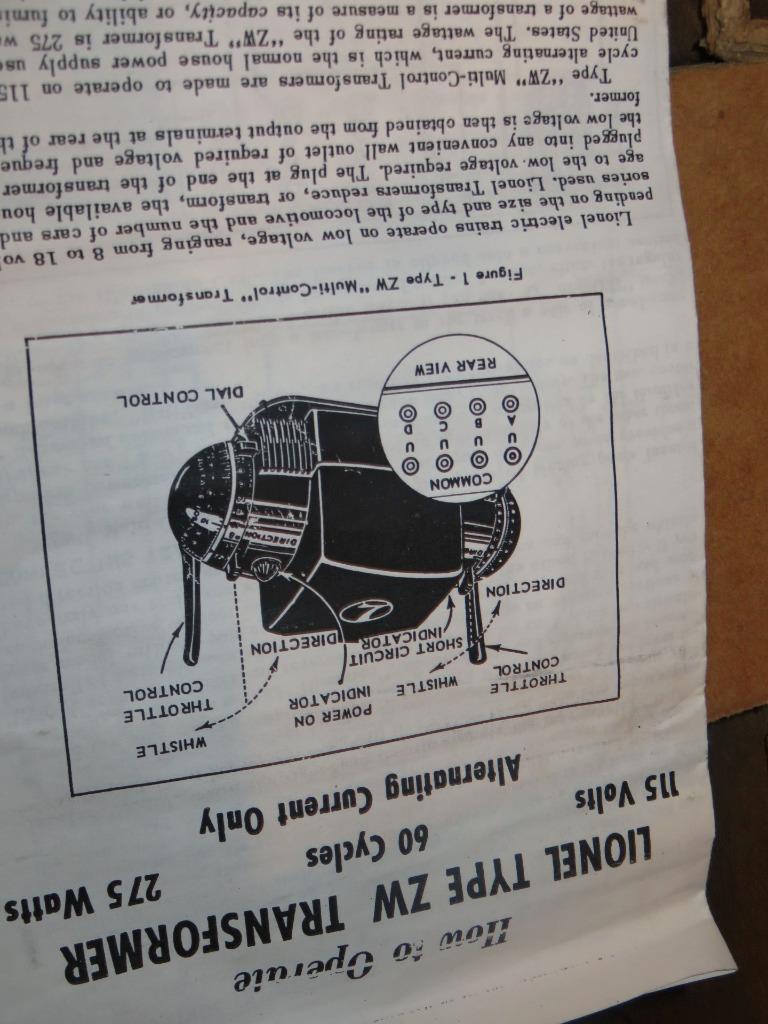 How to Operate
LIONEL TYPE ZW TRANSFORMER
115 Volts 60 Cycles 275 Watts
Alternating Current Only
THROTTLE
CONTROL
WHISTLE
POWER ON
INDICATOR
WHISTLE
THROTTLE
CONTROL
DIRECTION
SHORT CIRCUIT
INDICATOR
DIRECTION
DIRECTION
COMMON
U U U U
A B C D
REAR VIEW
DIAL CONTROL
Figure 1 - Type ZW "Multi-Control" Transformer
Lionel electric trains operate on low voltage, ranging from 8 to 18
pending on the size and type of the locomotive and the number of cars and
sories used. Lionel Transformers reduce, or transform, the available
age to the low voltage required. The plug at the end of the transformer
plugged into any convenient wall outlet of required voltage and
the low voltage is then obtained from the output terminals at the rear of
former.
Type "ZW" Multi-Control Transformers are made to operate on 115
cycle alternating current, which is the normal house power supply
United States. The wattage rating of the "ZW" Transformer is 275
wattage of a transformer is a measure of its capacity, or ability to